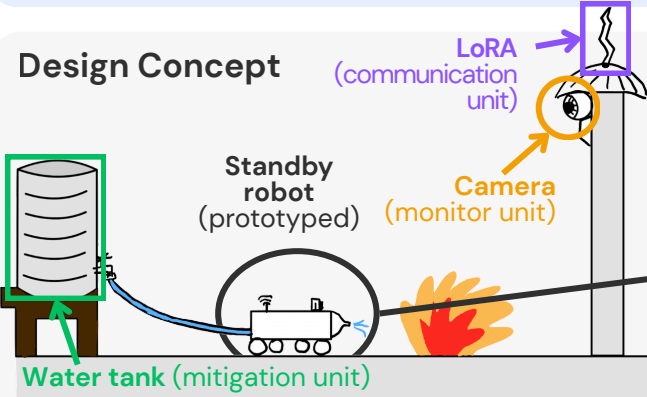 Design Concept
LoRA
(communication
unit)
Standby
robot
(prototyped)
Camera
(monitor unit)
Water tank (mitigation unit)